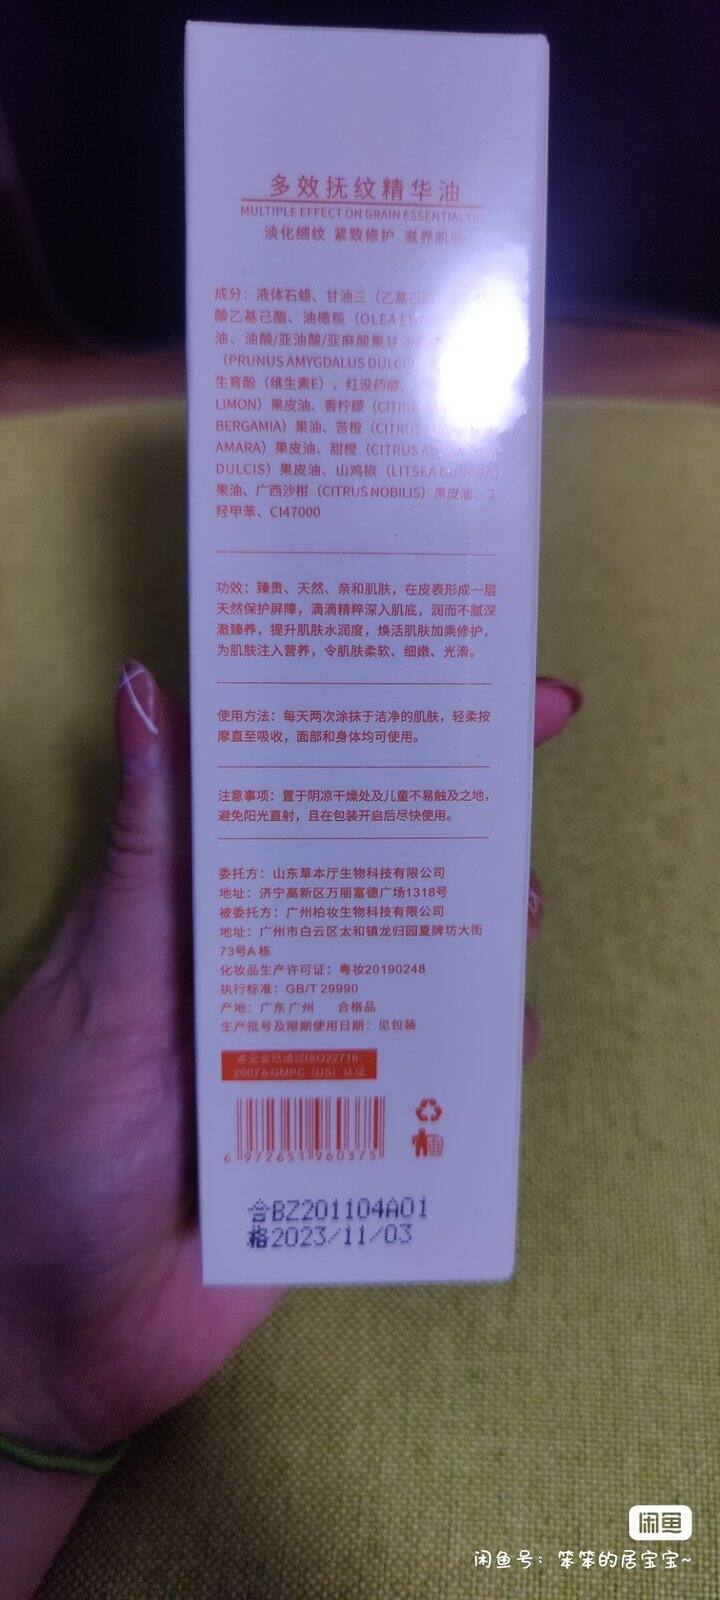 多效抚纹精华油
MULTIPLE EFFECT ON GRAIN ESSENTIAL OIL
淡化细纹 紧致修护 滋养肌肤
成分：液体石蜡、甘油三（乙基己
酸乙基己酯、油橄榄（OLEA EU
油、油酸/亚油酸/亚麻酸聚甘油
（PRUNUS AMYGDALUS DULCIS
生育酚（维生素E）、红没药醇、
LIMON）果皮油、香柠檬（CITRUS
BERGAMIA）果油、苦橙（CITRUS
AMARA）果皮油、甜橙（CITRUS AU
DULCIS）果皮油、山鸡椒（LITSEA CUBEBA）
果油、广西沙柑（CITRUS NOBILIS）果皮油、丁
羟甲苯、CI47000
功效：臻贵、天然、亲和肌肤，在皮表形成一层
天然保护屏障，滴滴精粹深入肌底，润而不腻深
澈臻养，提升肌肤水润度，焕活肌肤加乘修护，
为肌肤注入营养，令肌肤柔软、细嫩、光滑。
使用方法：每天两次涂抹于洁净的肌肤，轻柔按
摩直至吸收，面部和身体均可使用。
注意事项：置于阴凉干燥处及儿童不易触及之地，
避免阳光直射，且在包装开启后尽快使用。
委托方：山东草本厅生物科技有限公司
地址：济宁高新区万丽富德广场1318号
被委托方：广州柏妆生物科技有限公司
地址：广州市白云区太和镇龙归园夏牌坊大街
73号A 栋
化妆品生产许可证：粤妆20190248
执行标准：GB/T 29990
产地：广东 广州 合格品
生产批号及限期使用日期：见包装
本企业已通过ISO22716:
2007&GMPC（US）认证
6 972651 960375
合BZ201104A01
格2023/11/03
闲鱼
闲鱼号：笨笨的居宝宝~